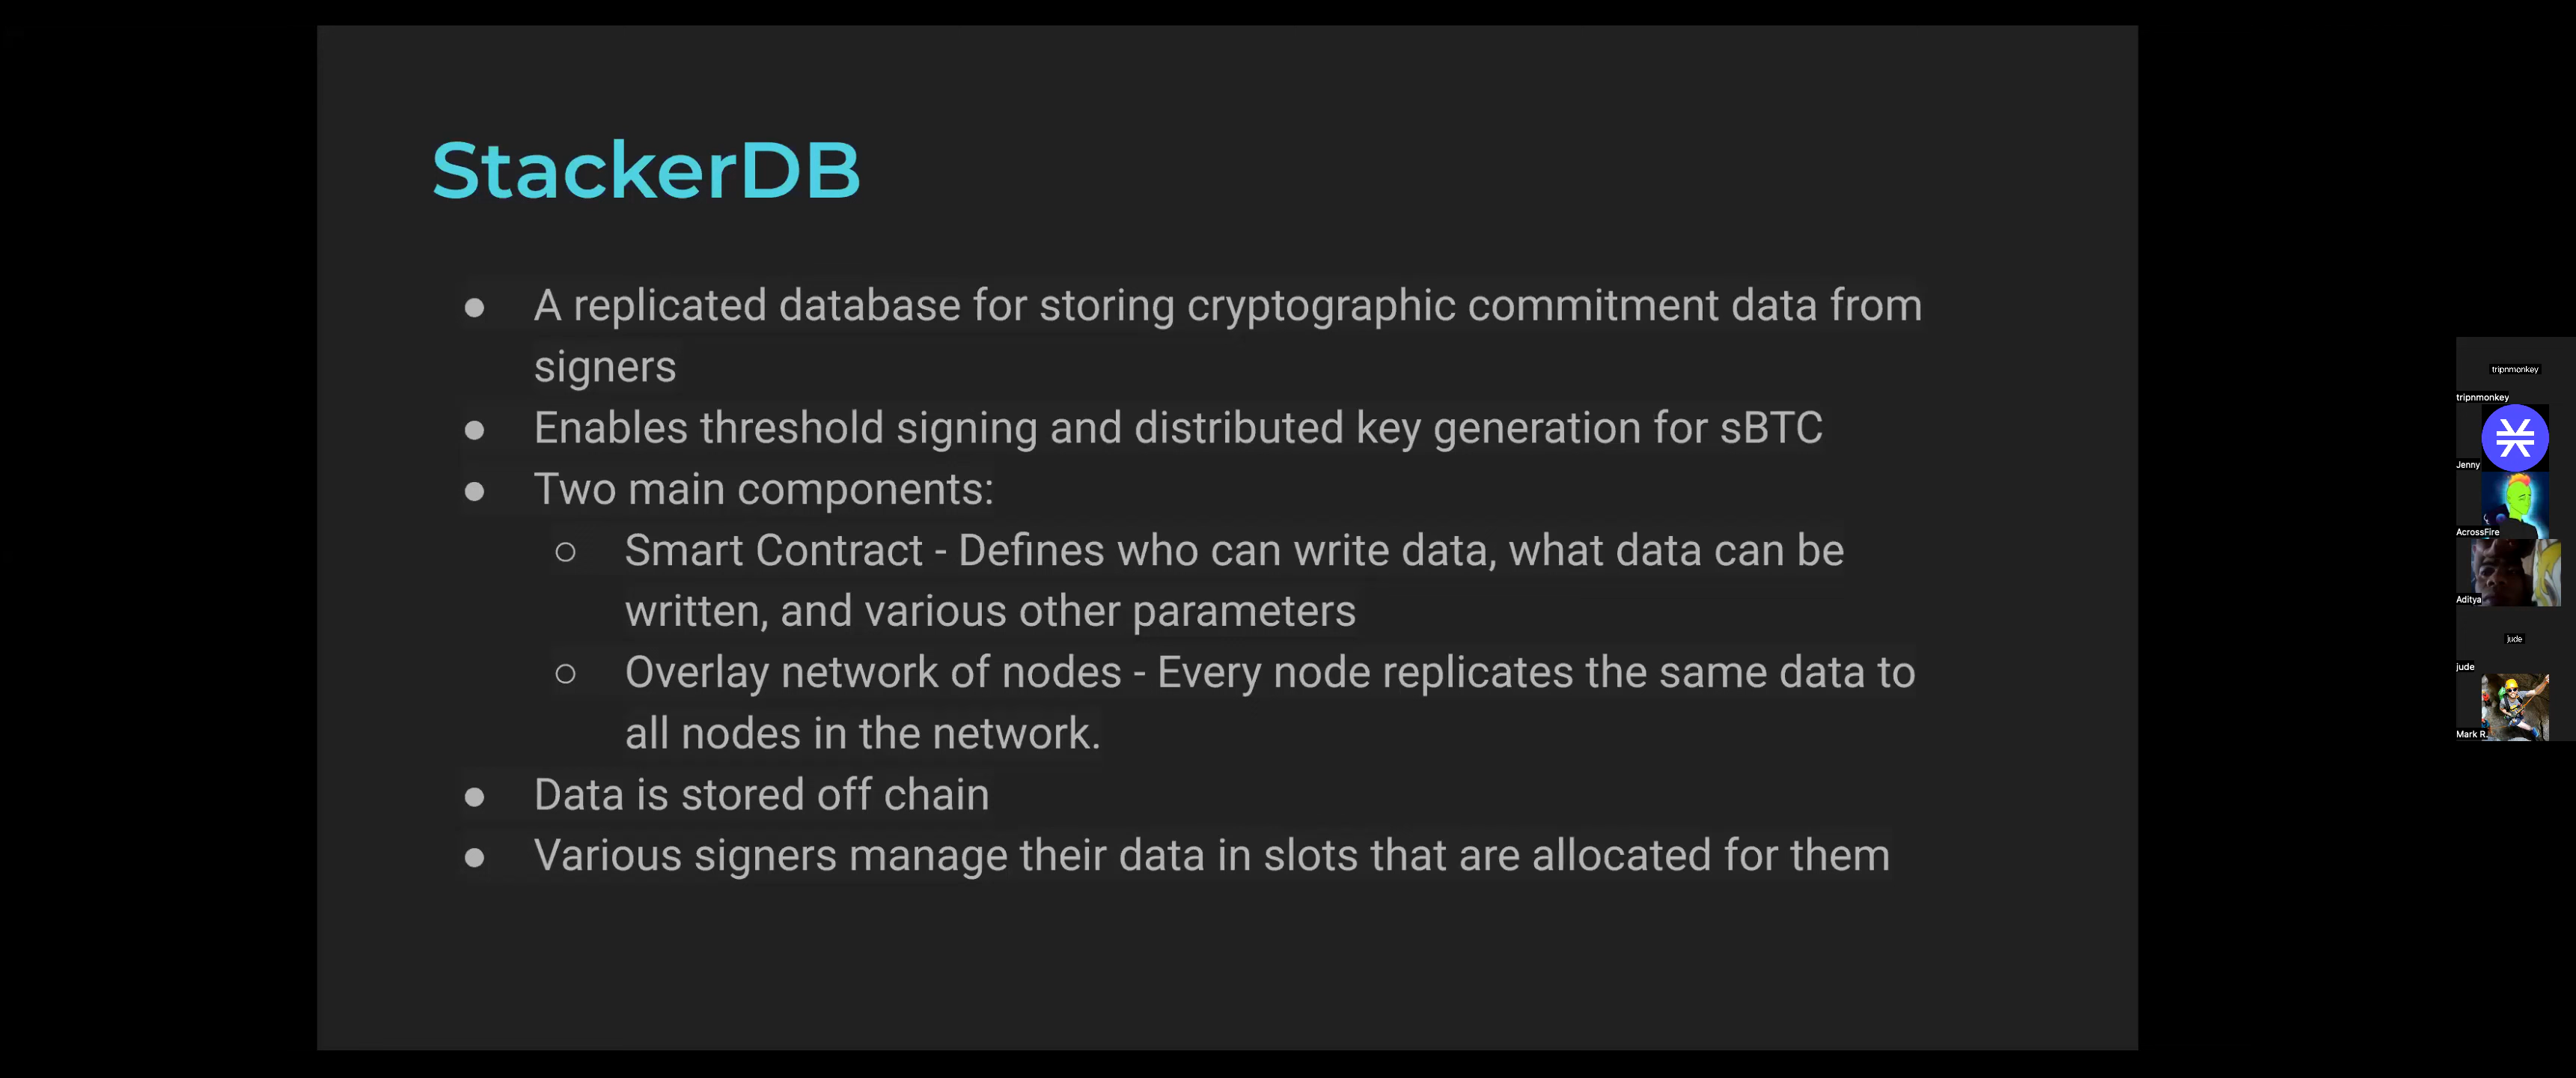 StackerDB
● A replicated database for storing cryptographic commitment data from
signers
● Enables threshold signing and distributed key generation for sBTC
● Two main components:
○ Smart Contract - Defines who can write data, what data can be
written, and various other parameters
○ Overlay network of nodes - Every node replicates the same data to
all nodes in the network.
● Data is stored off chain
● Various signers manage their data in slots that are allocated for them
tripnmonkey
tripnmonkey
Jenny
AcrossFire
Aditya
jude
jude
Mark R.